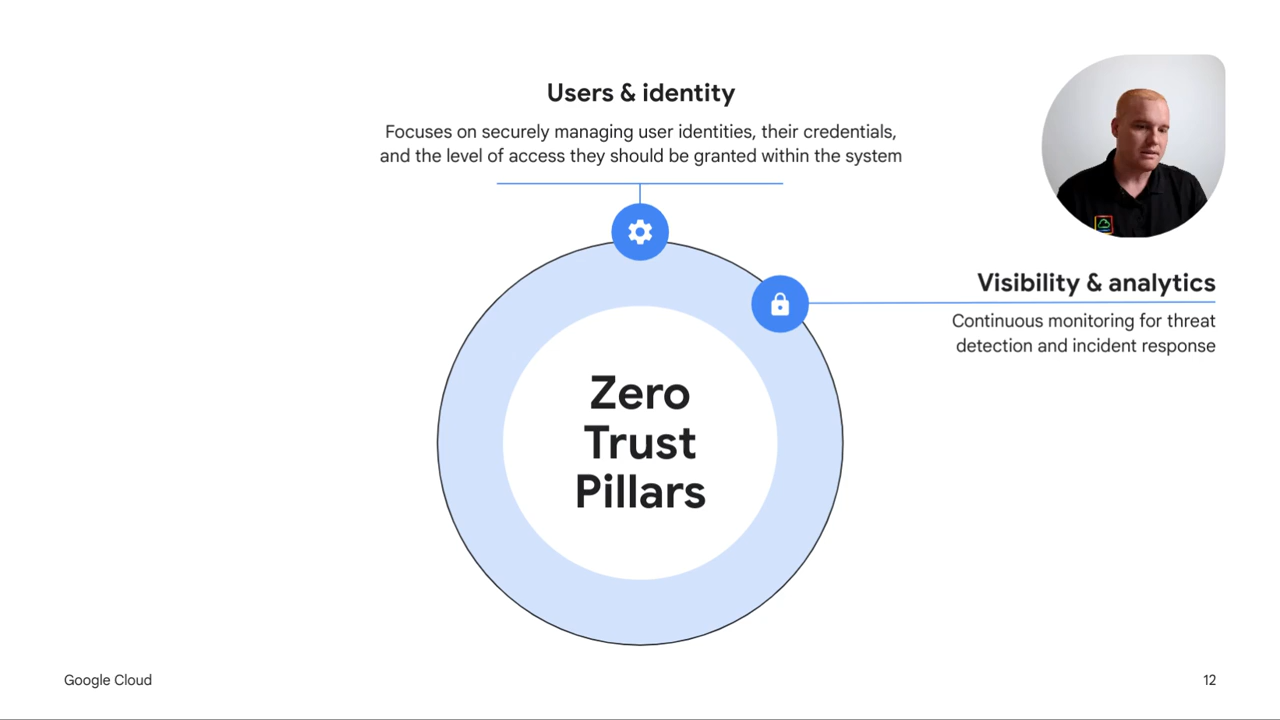 Users & identity
Focuses on securely managing user identities, their credentials,
and the level of access they should be granted within the system
Visibility & analytics
Continuous monitoring for threat
detection and incident response
Zero
Trust
Pillars
Google Cloud
12